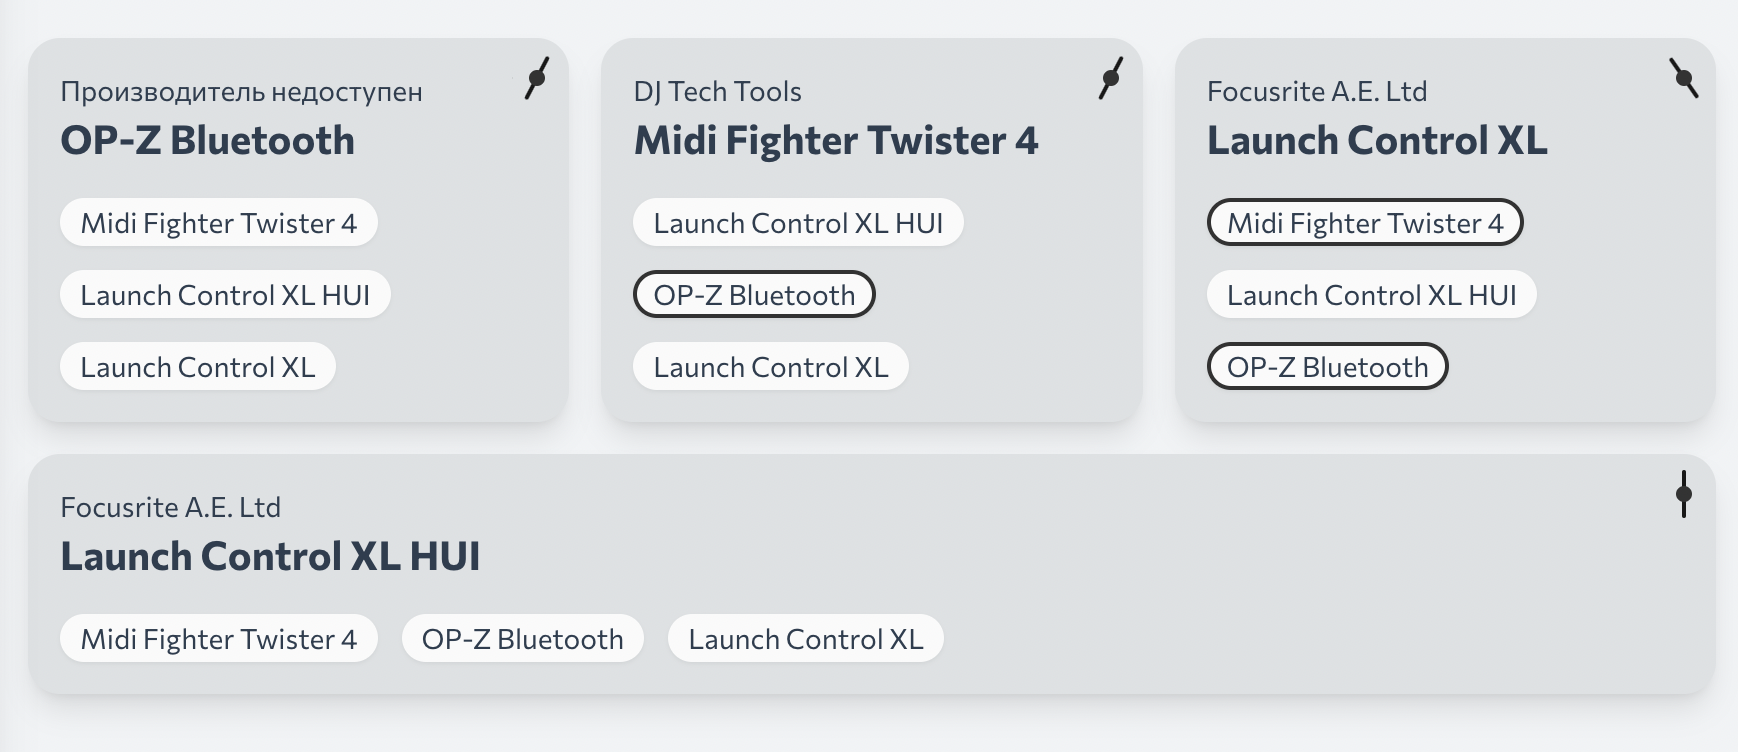 Производитель недоступен
OP-Z Bluetooth
Midi Fighter Twister 4
Launch Control XL HUI
Launch Control XL
DJ Tech Tools
Midi Fighter Twister 4
Launch Control XL HUI
OP-Z Bluetooth
Launch Control XL
Focusrite A.E. Ltd
Launch Control XL
Midi Fighter Twister 4
Launch Control XL HUI
OP-Z Bluetooth
Focusrite A.E. Ltd
Launch Control XL HUI
Midi Fighter Twister 4 OP-Z Bluetooth Launch Control XL